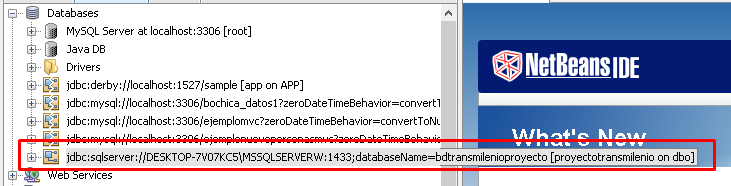 Databases
MySQL Server at localhost:3306 [root]
Java DB
Drivers
jdbc:derby://localhost:1527/sample [app on APP]
jdbc:mysql://localhost:3306/bochica_datos1?zeroDateTimeBehavior=convertT
jdbc:mysql://localhost:3306/ejemplomvc?zeroDateTimeBehavior=convertToNu
jdbc:mysql://localhost:3306/ejemplonuevopersonasmvc?zeroDateTimeBehav
jdbc:sqlserver://DESKTOP-7V07KC5\MSSQLSERVERW:1433;databaseName=bdtransmilenioproyecto [proyectotransmilenio on dbo]
Web Services
NetBeans IDE
What's New